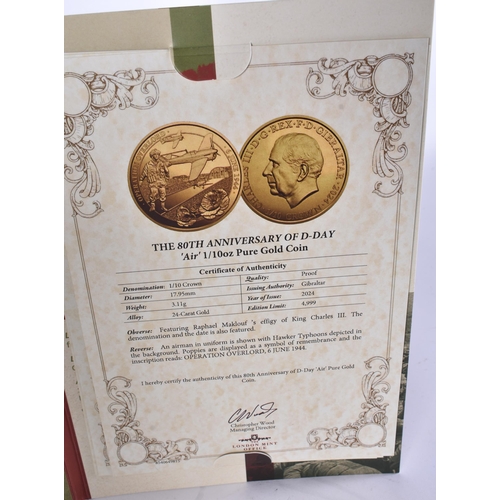 CHARLES III·D·G·REX·F·D·GIBRALTAR·2024
THE 80TH ANNIVERSARY OF D-DAY
'Air' 1/10oz Pure Gold Coin
Certificate of Authenticity
Denomination: 1/10 Crown Quality: Proof
Diameter: 17.95mm Issuing Authority: Gibraltar
Weight: 3.11g Year of Issue: 2024
Alloy: 24-Carat Gold Edition Limit: 4,999
Obverse: Featuring Raphael Maklouf 's effigy of King Charles III. The
denomination and the date is also featured.
Reverse: An airman in uniform is shown with Hawker Typhoons depicted in
the background. Poppies are displayed as a symbol of remembrance and the
inscription reads: OPERATION OVERLORD, 6 JUNE 1944.
I hereby certify the authenticity of this 80th Anniversary of D-Day 'Air' Pure Gold
Coin.
Christopher Wood
Managing Director
LONDON MINT
OFFICE